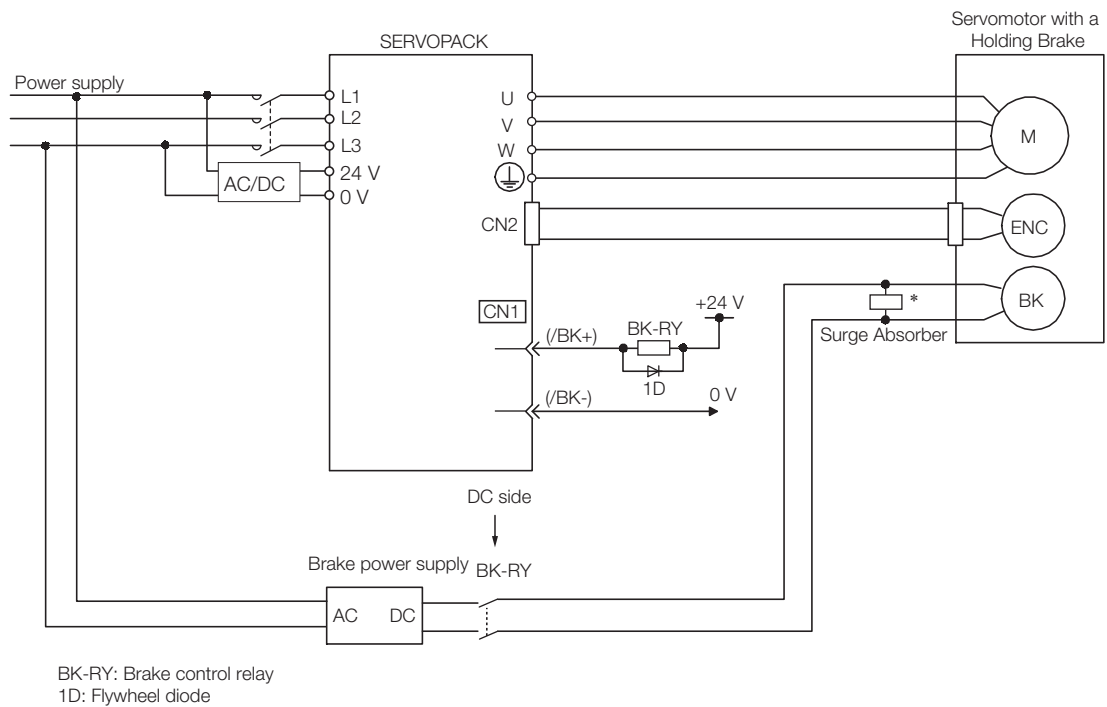 Servomotor with a
Holding Brake
SERVOPACK
Power supply
L1
L2
L3
24 V
0 V
AC/DC
U
V
W
M
CN2
ENC
CN1
BK
*
Surge Absorber
+24 V
(/BK+)
BK-RY
1D
(/BK-)
0 V
DC side
Brake power supply
BK-RY
AC DC
BK-RY: Brake control relay
1D: Flywheel diode